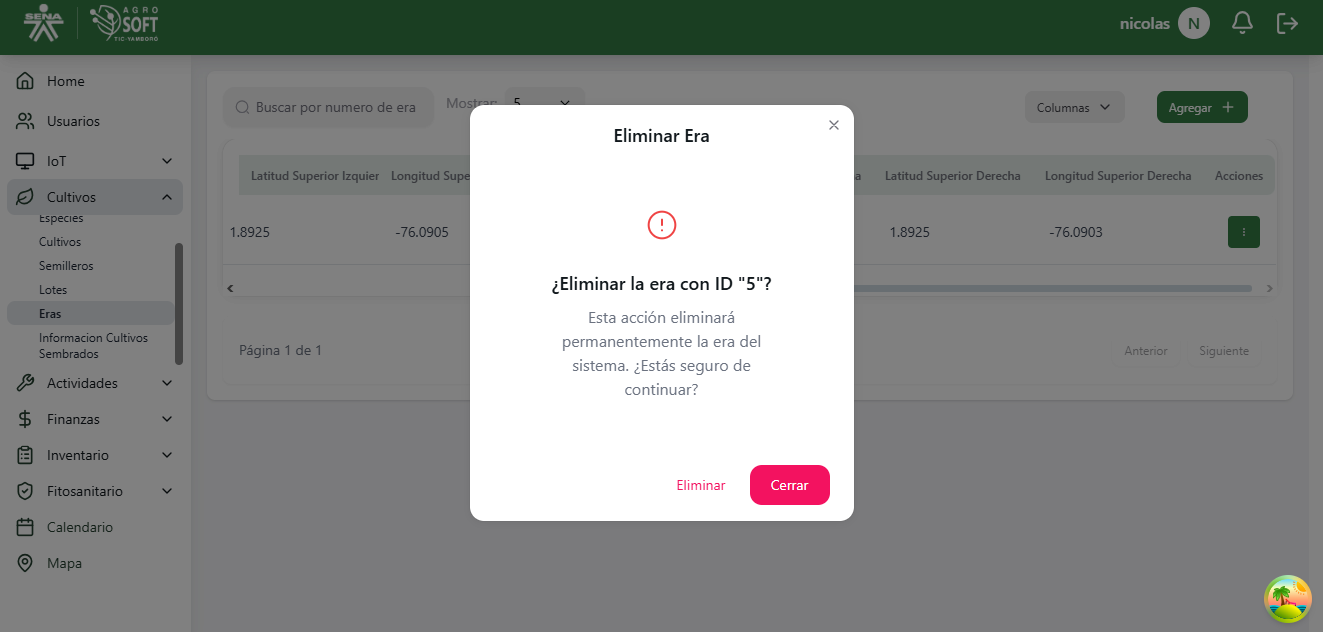 SENA
AGRO
SOFT
TIC-YAMBORÓ
nicolas
N
Home
Usuarios
IoT
Cultivos
Especies
Cultivos
Semilleros
Lotes
Eras
Informacion Cultivos
Sembrados
Actividades
Finanzas
Inventario
Fitosanitario
Calendario
Mapa
Buscar por numero de era
Mostrar:
5
Columnas
Agregar
Latitud Superior Izquier
Longitud Supe
a
Latitud Superior Derecha
Longitud Superior Derecha
Acciones
1.8925
-76.0905
1.8925
-76.0903
Página 1 de 1
Anterior
Siguiente
Eliminar Era
¿Eliminar la era con ID "5"?
Esta acción eliminará
permanentemente la era del
sistema. ¿Estás seguro de
continuar?
Eliminar
Cerrar